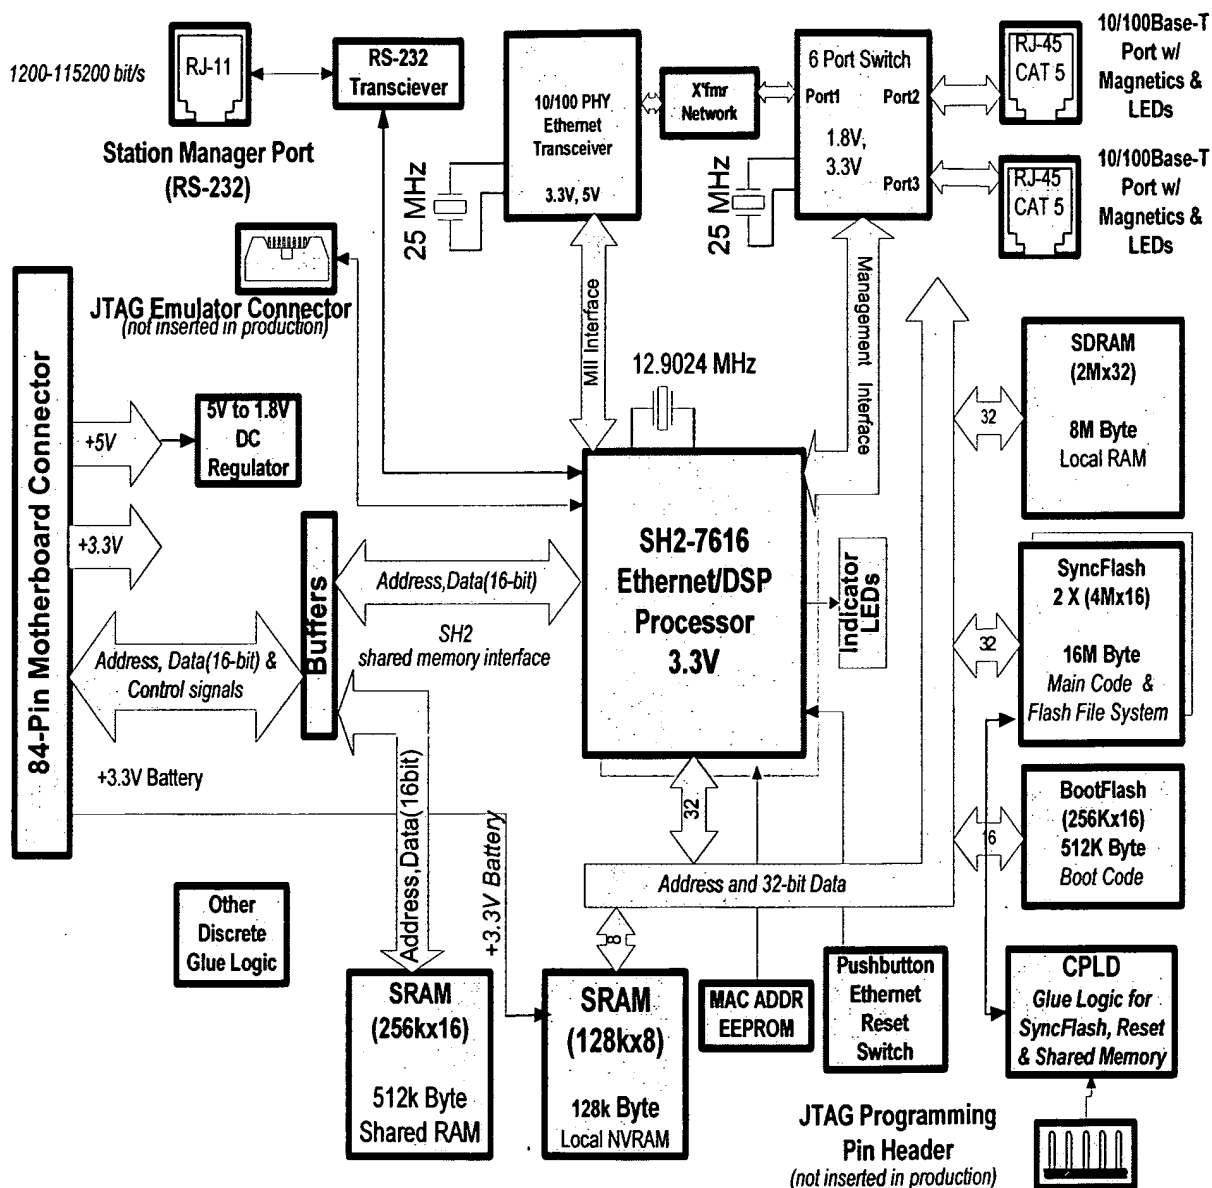 1200-115200 bit/s
RJ-11
Station Manager Port
(RS-232)
RS-232
Transciever
10/100 PHY
Ethernet
Transceiver
3.3V, 5V
25 MHz
X'fmr
Network
6 Port Switch
Port1
Port2
1.8V,
3.3V
Port3
25 MHz
RJ-45
CAT 5
10/100Base-T
Port w/
Magnetics &
LEDs
RJ-45
CAT 5
10/100Base-T
Port w/
Magnetics &
LEDs
JTAG Emulator Connector
(not inserted in production)
MII Interface
Management Interface
12.9024 MHz
84-Pin Motherboard Connector
+5V
5V to 1.8V
DC
Regulator
+3.3V
Address, Data(16-bit) &
Control signals
+3.3V Battery
Buffers
Address,Data(16-bit)
SH2
shared memory interface
SH2-7616
Ethernet/DSP
Processor
3.3V
Indicator
LEDs
SDRAM
(2Mx32)
8M Byte
Local RAM
32
SyncFlash
2 X (4Mx16)
16M Byte
Main Code &
Flash File System
32
BootFlash
(256Kx16)
512K Byte
Boot Code
16
32
Address and 32-bit Data
Address,Data(16bit)
+3.3V Battery
8
Other
Discrete
Glue Logic
SRAM
(256kx16)
512k Byte
Shared RAM
SRAM
(128kx8)
128k Byte
Local NVRAM
MAC ADDR
EEPROM
Pushbutton
Ethernet
Reset
Switch
CPLD
Glue Logic for
SyncFlash, Reset
& Shared Memory
JTAG Programming
Pin Header
(not inserted in production)